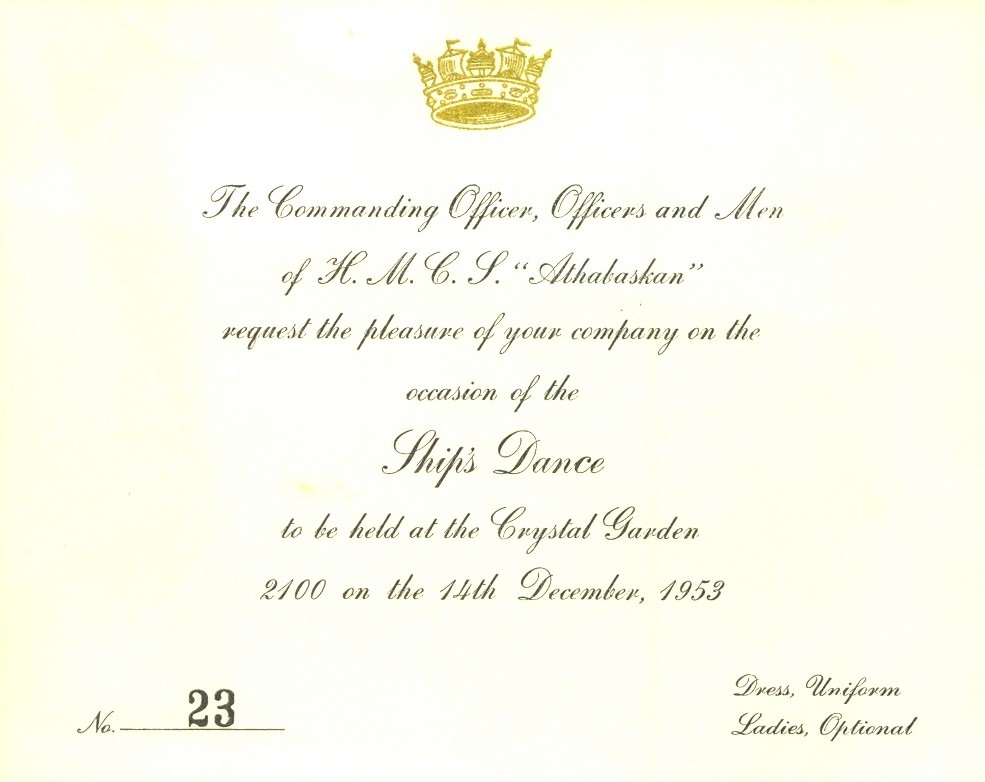 The Commanding Officer, Officers and Men
of H. M. C. S. “Athabaskan”
request the pleasure of your company on the
occasion of the
Ship's Dance
to be held at the Crystal Garden
2100 on the 14th December, 1953
No. 23
Dress, Uniform
Ladies, Optional